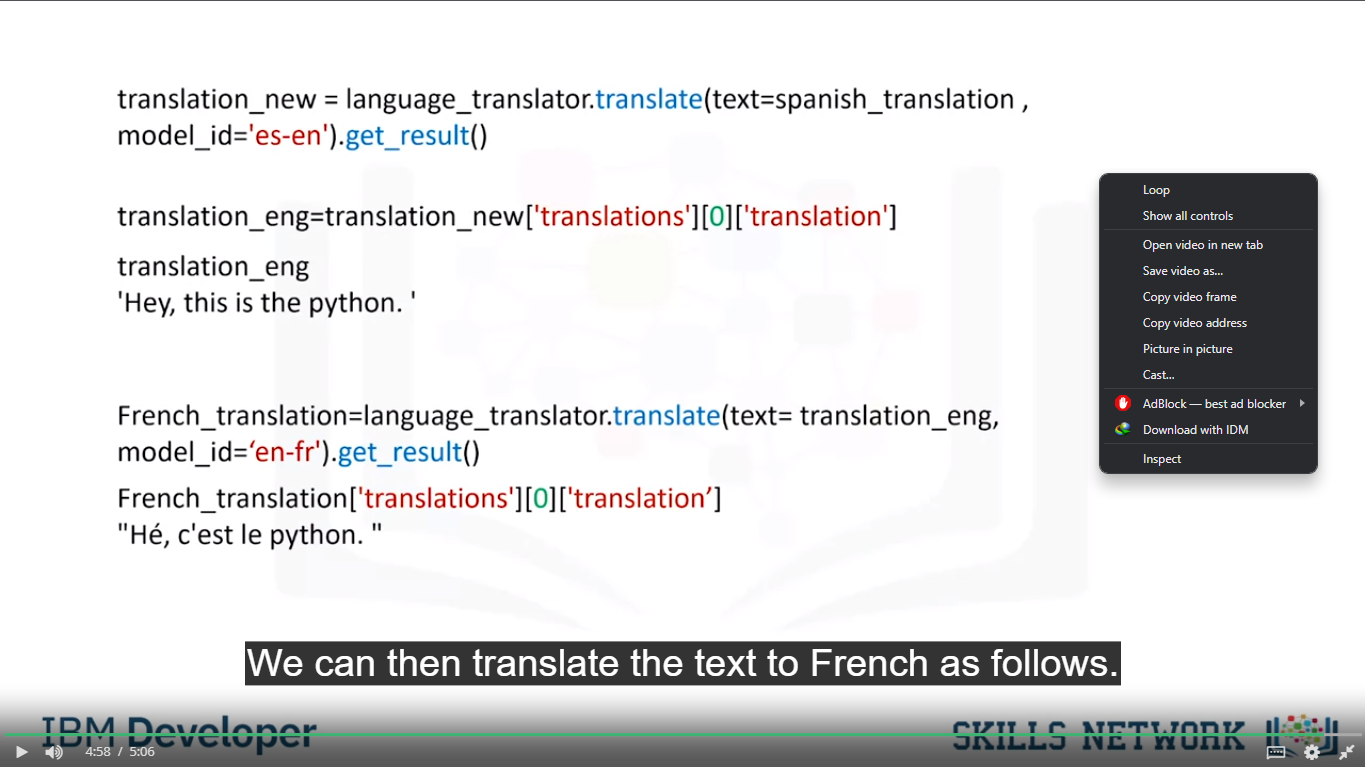 translation_new = language_translator.translate(text=spanish_translation ,
model_id='es-en').get_result()
translation_eng=translation_new['translations'][0]['translation']
translation_eng
'Hey, this is the python. '
French_translation=language_translator.translate(text= translation_eng,
model_id=‘en-fr').get_result()
French_translation['translations'][0]['translation’]
"Hé, c'est le python. "
Loop
Show all controls
Open video in new tab
Save video as...
Copy video frame
Copy video address
Picture in picture
Cast...
AdBlock — best ad blocker
Download with IDM
Inspect
We can then translate the text to French as follows.
IBM Developer
SKILLS NETWORK
4:58 / 5:06